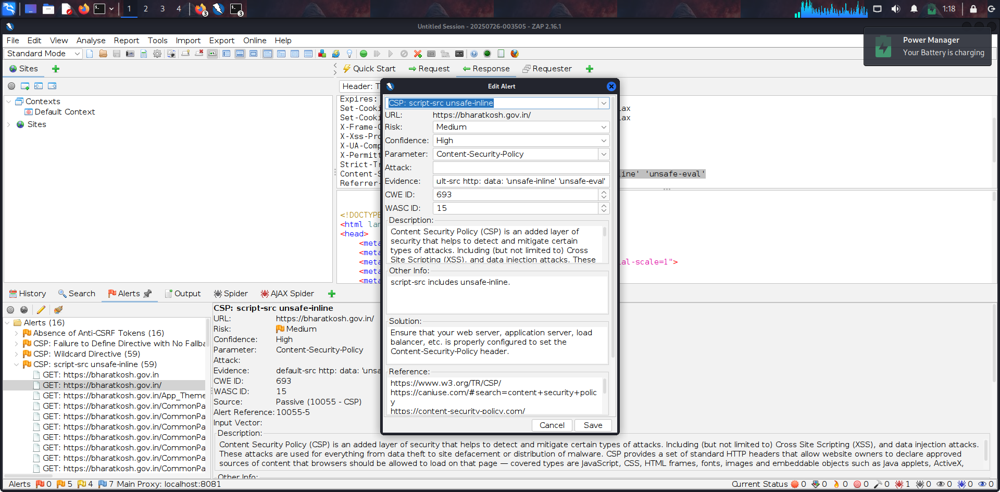 1 2 3 4
3
3
1:18
Untitled Session - 20250726-003505 - ZAP 2.16.1
File Edit View Analyse Report Tools Import Export Online Help
Power Manager
Your Battery is charging
Standard Mode
Sites
Quick Start Request Response Requester
Contexts
Default Context
Sites
Header: T
Expires:
Set-Cooki
ax
Set-Cooki
ax
X-Frame-O
X-Xss-Pro
X-UA-Comp
X-Permitt
Strict-Tr
Content-S
ine' 'unsafe-eval'
Referrer-
<!DOCTYPE
<html lan
<head>
<meta
<meta
<meta
al-scale=1">
<meta
<meta
Edit Alert
CSP: script-src unsafe-inline
URL: https://bharatkosh.gov.in/
Risk: Medium
Confidence: High
Parameter: Content-Security-Policy
Attack:
Evidence: ult-src http: data: 'unsafe-inline' 'unsafe-eval'
CWE ID: 693
WASC ID: 15
Description:
Content Security Policy (CSP) is an added layer of
security that helps to detect and mitigate certain
types of attacks. Including (but not limited to) Cross
Site Scripting (XSS), and data injection attacks. These
Other Info:
script-src includes unsafe-inline.
Solution:
Ensure that your web server, application server, load
balancer, etc. is properly configured to set the
Content-Security-Policy header.
Reference:
https://www.w3.org/TR/CSP/
https://caniuse.com/#search=content+security+polic
y
https://content-security-policy.com/
Cancel Save
History Search Alerts Output Spider AJAX Spider
Alerts (16)
Absence of Anti-CSRF Tokens (16)
CSP: Failure to Define Directive with No Fallba
CSP: Wildcard Directive (59)
CSP: script-src unsafe-inline (59)
GET: https://bharatkosh.gov.in
GET: https://bharatkosh.gov.in/
GET: https://bharatkosh.gov.in/App_Theme
GET: https://bharatkosh.gov.in/CommonPa
GET: https://bharatkosh.gov.in/CommonPa
GET: https://bharatkosh.gov.in/CommonPa
GET: https://bharatkosh.gov.in/CommonPa
GET: https://bharatkosh.gov.in/CommonPa
GET: https://bharatkosh.gov.in/CommonPa
GET: https://bharatkosh.gov.in/CommonPa
CSP: script-src unsafe-inline
URL: https://bharatkosh.gov.in/
Risk: Medium
Confidence: High
Parameter: Content-Security-Policy
Attack:
Evidence: default-src http: data: 'unsa
CWE ID: 693
WASC ID: 15
Source: Passive (10055 - CSP)
Alert Reference: 10055-5
Input Vector:
Description:
Content Security Policy (CSP) is an added layer of security that helps to detect and mitigate certain types of attacks. Including (but not limited to) Cross Site Scripting (XSS), and data injection attacks.
These attacks are used for everything from data theft to site defacement or distribution of malware. CSP provides a set of standard HTTP headers that allow website owners to declare approved
sources of content that browsers should be allowed to load on that page — covered types are JavaScript, CSS, HTML frames, fonts, images and embeddable objects such as Java applets, ActiveX,
Other Info:
Alerts 0 5 4 7 Main Proxy: localhost:8081
Current Status 0 0 0 0 0 1 0 0 0 0